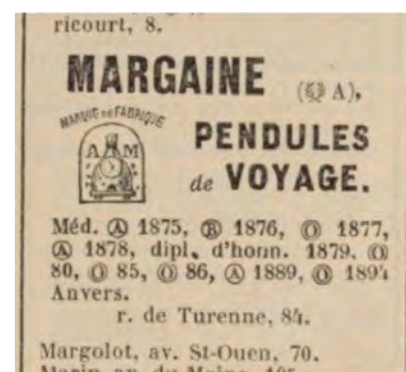 ricourt, 8.
MARGAINE (A),
MARQUE DE FABRIQUE
A M
PENDULES
de VOYAGE.
Méd. Ⓐ 1875, Ⓑ 1876, Ⓞ 1877,
Ⓐ 1878, dipl. d'honn. 1879. Ⓞ
80, Ⓞ 85, Ⓞ 86, Ⓐ 1889, Ⓞ 1894
Anvers.
r. de Turenne, 84.
Margolot, av. St-Ouen, 70.